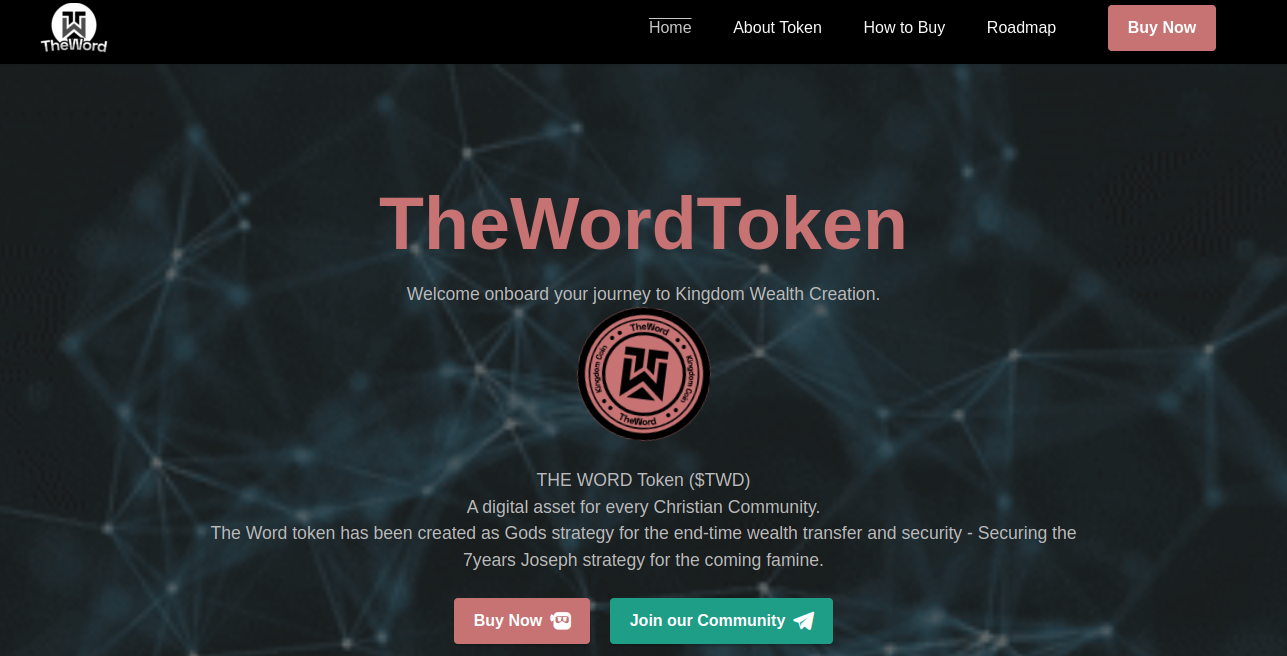 TheWord
Home
About Token
How to Buy
Roadmap
Buy Now
TheWordToken
Welcome onboard your journey to Kingdom Wealth Creation.
TheWord
Kingdom Coin
Kingdom Coin
TheWord
THE WORD Token ($TWD)
A digital asset for every Christian Community.
The Word token has been created as Gods strategy for the end-time wealth transfer and security - Securing the
7years Joseph strategy for the coming famine.
Buy Now
Join our Community